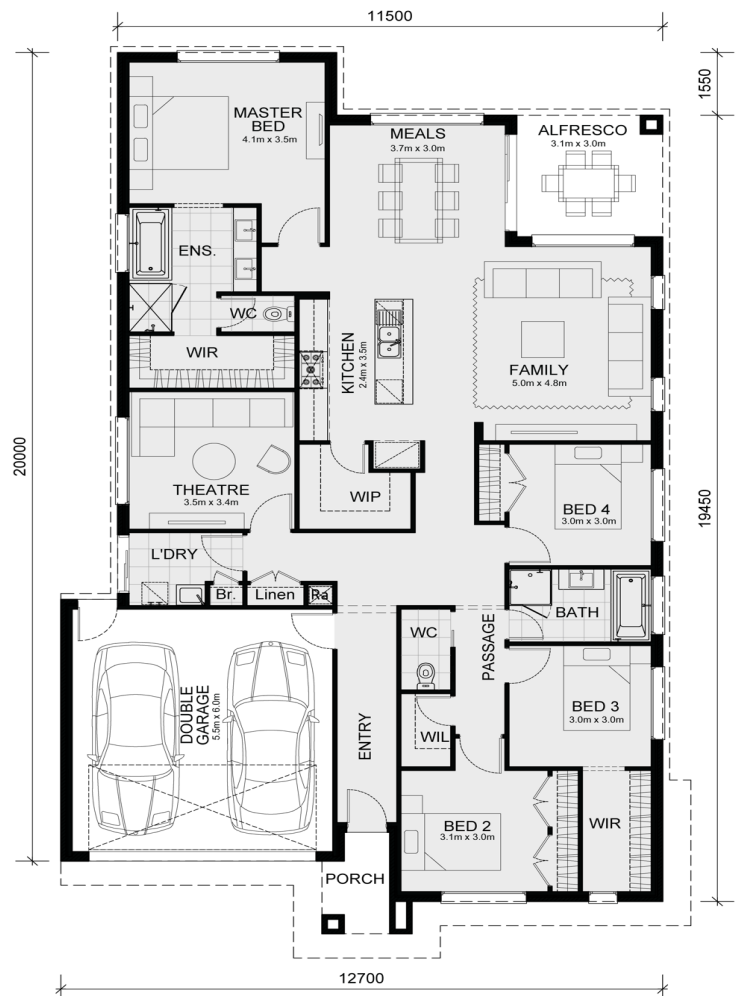 11500
1550
MASTER
BED
4.1m x 3.5m
MEALS
3.7m x 3.0m
ALFRESCO
3.1m x 3.0m
ENS.
WC
WIR
KITCHEN
2.4m x 3.5m
FAMILY
5.0m x 4.8m
20000
19450
THEATRE
3.5m x 3.4m
WIP
BED 4
3.0m x 3.0m
L'DRY
Br.
Linen
Ra
BATH
WC
PASSAGE
DOUBLE
GARAGE
5.5m x 6.0m
ENTRY
WIL
BED 3
3.0m x 3.0m
BED 2
3.1m x 3.0m
WIR
PORCH
12700